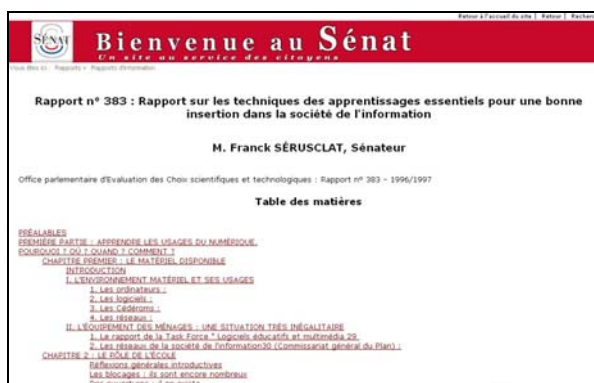 Retour à l'accueil du site | Retour | Recherc
SÉNAT
Bienvenue au Sénat
Un site au service des citoyens
Vous êtes ici : Rapports > Rapports d'information
Rapport n° 383 : Rapport sur les techniques des apprentissages essentiels pour une bonne
insertion dans la société de l'information
M. Franck SÉRUSCLAT, Sénateur
Office parlementaire d'Evaluation des Choix scientifiques et technologiques : Rapport n° 383 - 1996/1997
Table des matières
PRÉALABLES
PREMIÈRE PARTIE : APPRENDRE LES USAGES DU NUMÉRIQUE.
POURQUOI ? OÙ ? QUAND ? COMMENT ?
CHAPITRE PREMIER : LE MATÉRIEL DISPONIBLE
INTRODUCTION
I. L'ENVIRONNEMENT MATÉRIEL ET SES USAGES
1. Les ordinateurs :
2. Les logiciels :
3. Les Cédéroms :
4. Les réseaux :
II. L'ÉQUIPEMENT DES MÉNAGES : UNE SITUATION TRÈS INÉGALITAIRE
1. Le rapport de la Task Force " Logiciels éducatifs et multimédia 29
2. Les réseaux de la société de l'information30 (Commissariat général du Plan) :
CHAPITRE 2 : LE RÔLE DE L'ÉCOLE
Réflexions générales introductives
Les blocages : ils sont encore nombreux
Des ouvertures : il en existe